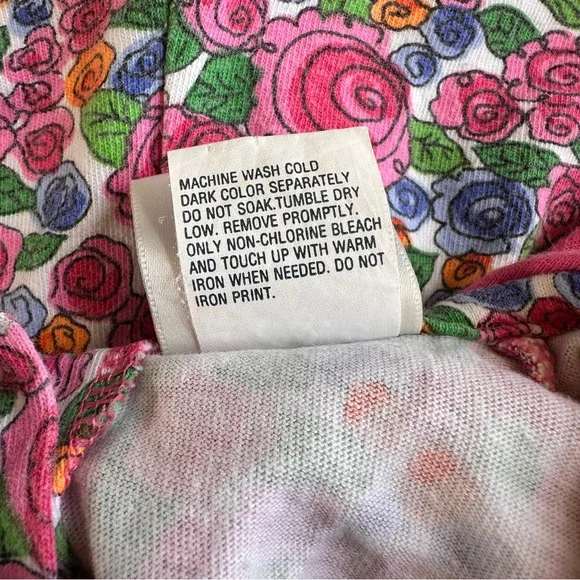 MACHINE WASH COLD
DARK COLOR SEPARATELY
DO NOT SOAK.TUMBLE DRY
LOW. REMOVE PROMPTLY.
ONLY NON-CHLORINE BLEACH
AND TOUCH UP WITH WARM
IRON WHEN NEEDED. DO NOT
IRON PRINT.